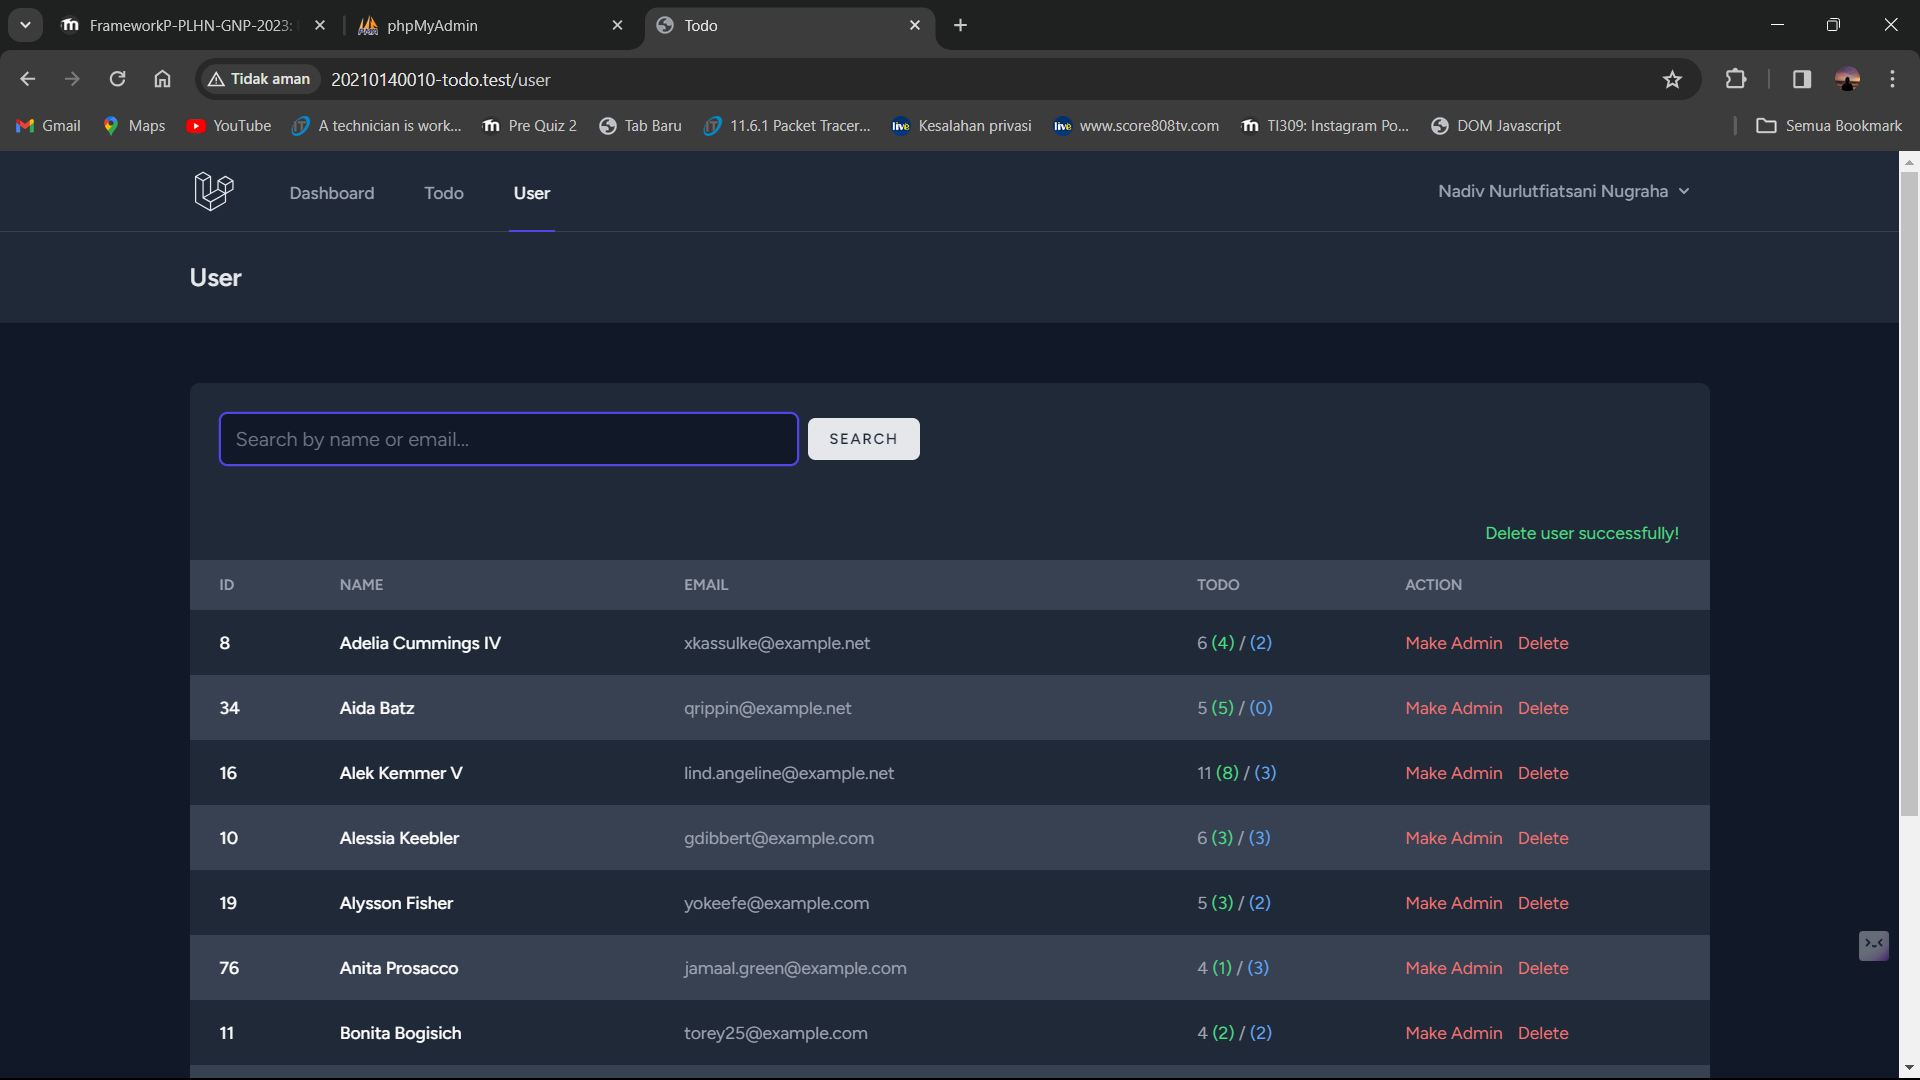 FrameworkP-PLHN-GNP-2023:
phpMyAdmin
Todo
Tidak aman
20210140010-todo.test/user
Gmail
Maps
YouTube
A technician is work...
Pre Quiz 2
Tab Baru
11.6.1 Packet Tracer...
Kesalahan privasi
www.score808tv.com
TI309: Instagram Po...
DOM Javascript
Semua Bookmark
Dashboard
Todo
User
Nadiv Nurlutfiatsani Nugraha
User
Search by name or email...
SEARCH
Delete user successfully!
ID NAME EMAIL TODO ACTION
8 Adelia Cummings IV xkassulke@example.net 6 (4) / (2) Make Admin Delete
34 Aida Batz qrippin@example.net 5 (5) / (0) Make Admin Delete
16 Alek Kemmer V lind.angeline@example.net 11 (8) / (3) Make Admin Delete
10 Alessia Keebler gdibbert@example.com 6 (3) / (3) Make Admin Delete
19 Alysson Fisher yokeefe@example.com 5 (3) / (2) Make Admin Delete
76 Anita Prosacco jamaal.green@example.com 4 (1) / (3) Make Admin Delete
11 Bonita Bogisich torey25@example.com 4 (2) / (2) Make Admin Delete